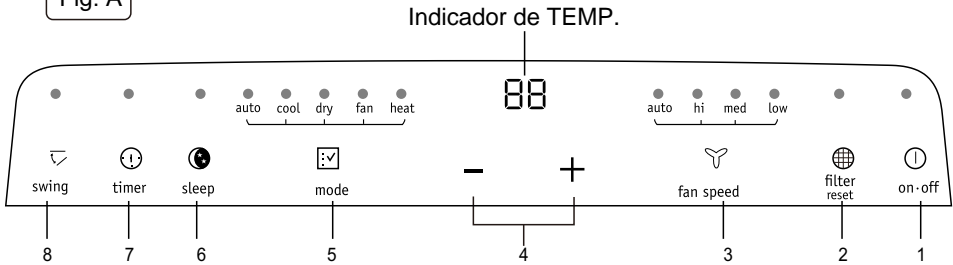 Fig. A
Indicador de TEMP.
88
auto cool dry fan heat
auto hi med low
swing timer sleep mode - + fan speed filter reset on·off
8 7 6 5 4 3 2 1